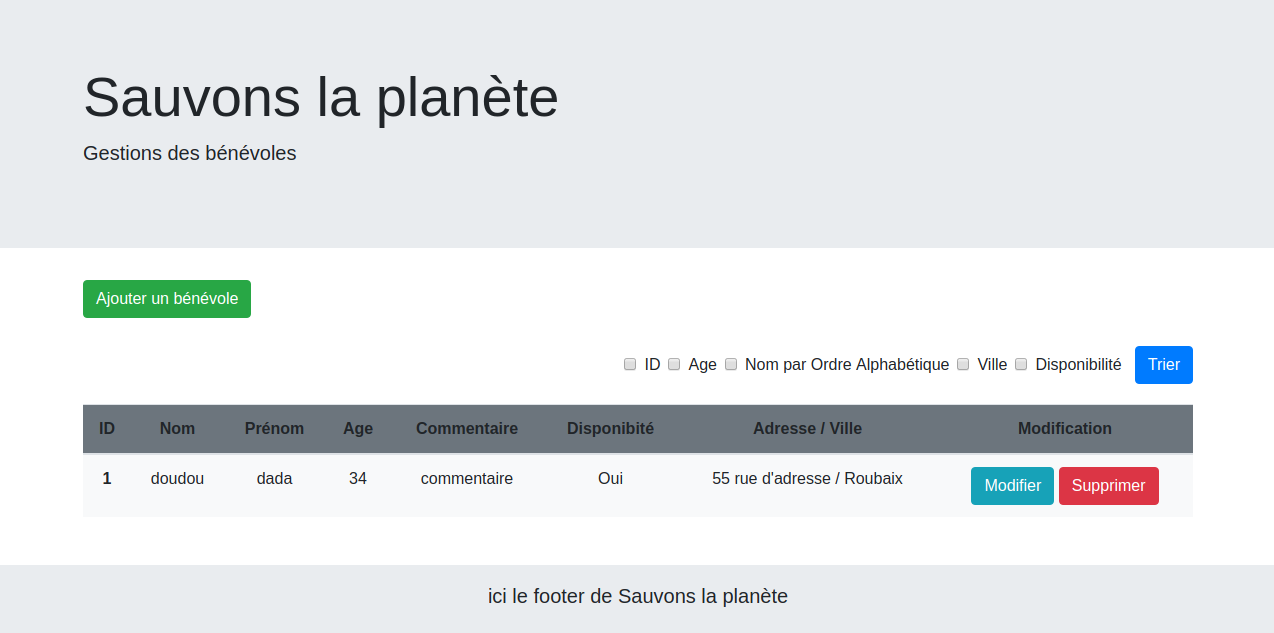 Sauvons la planète
Gestions des bénévoles
Ajouter un bénévole
ID Age Nom par Ordre Alphabétique Ville Disponibilité Trier
ID Nom Prénom Age Commentaire Disponibité Adresse / Ville Modification
1 doudou dada 34 commentaire Oui 55 rue d'adresse / Roubaix Modifier Supprimer
ici le footer de Sauvons la planète